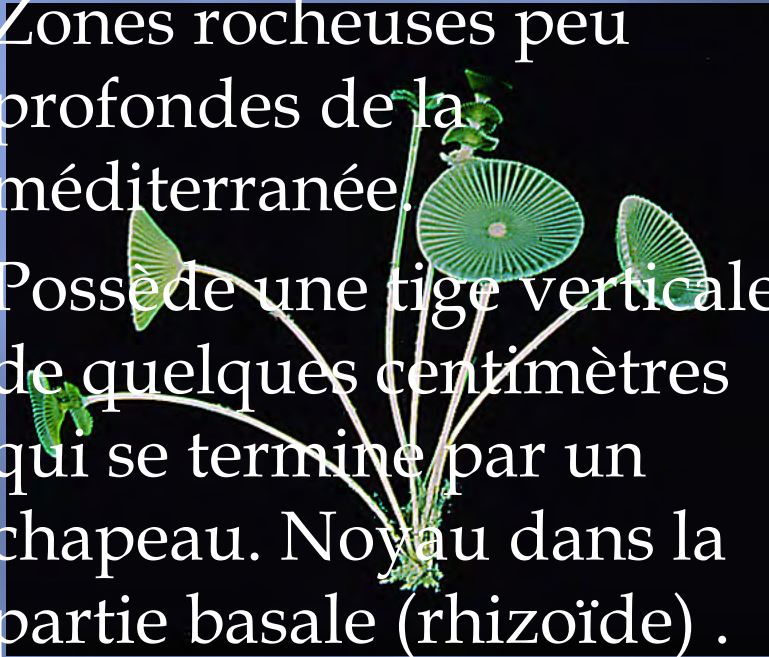 Zones rocheuses peu
profondes de la
méditerranée.
Possède une tige verticale
de quelques centimètres
qui se termine par un
chapeau. Noyau dans la
partie basale (rhizoïde) .